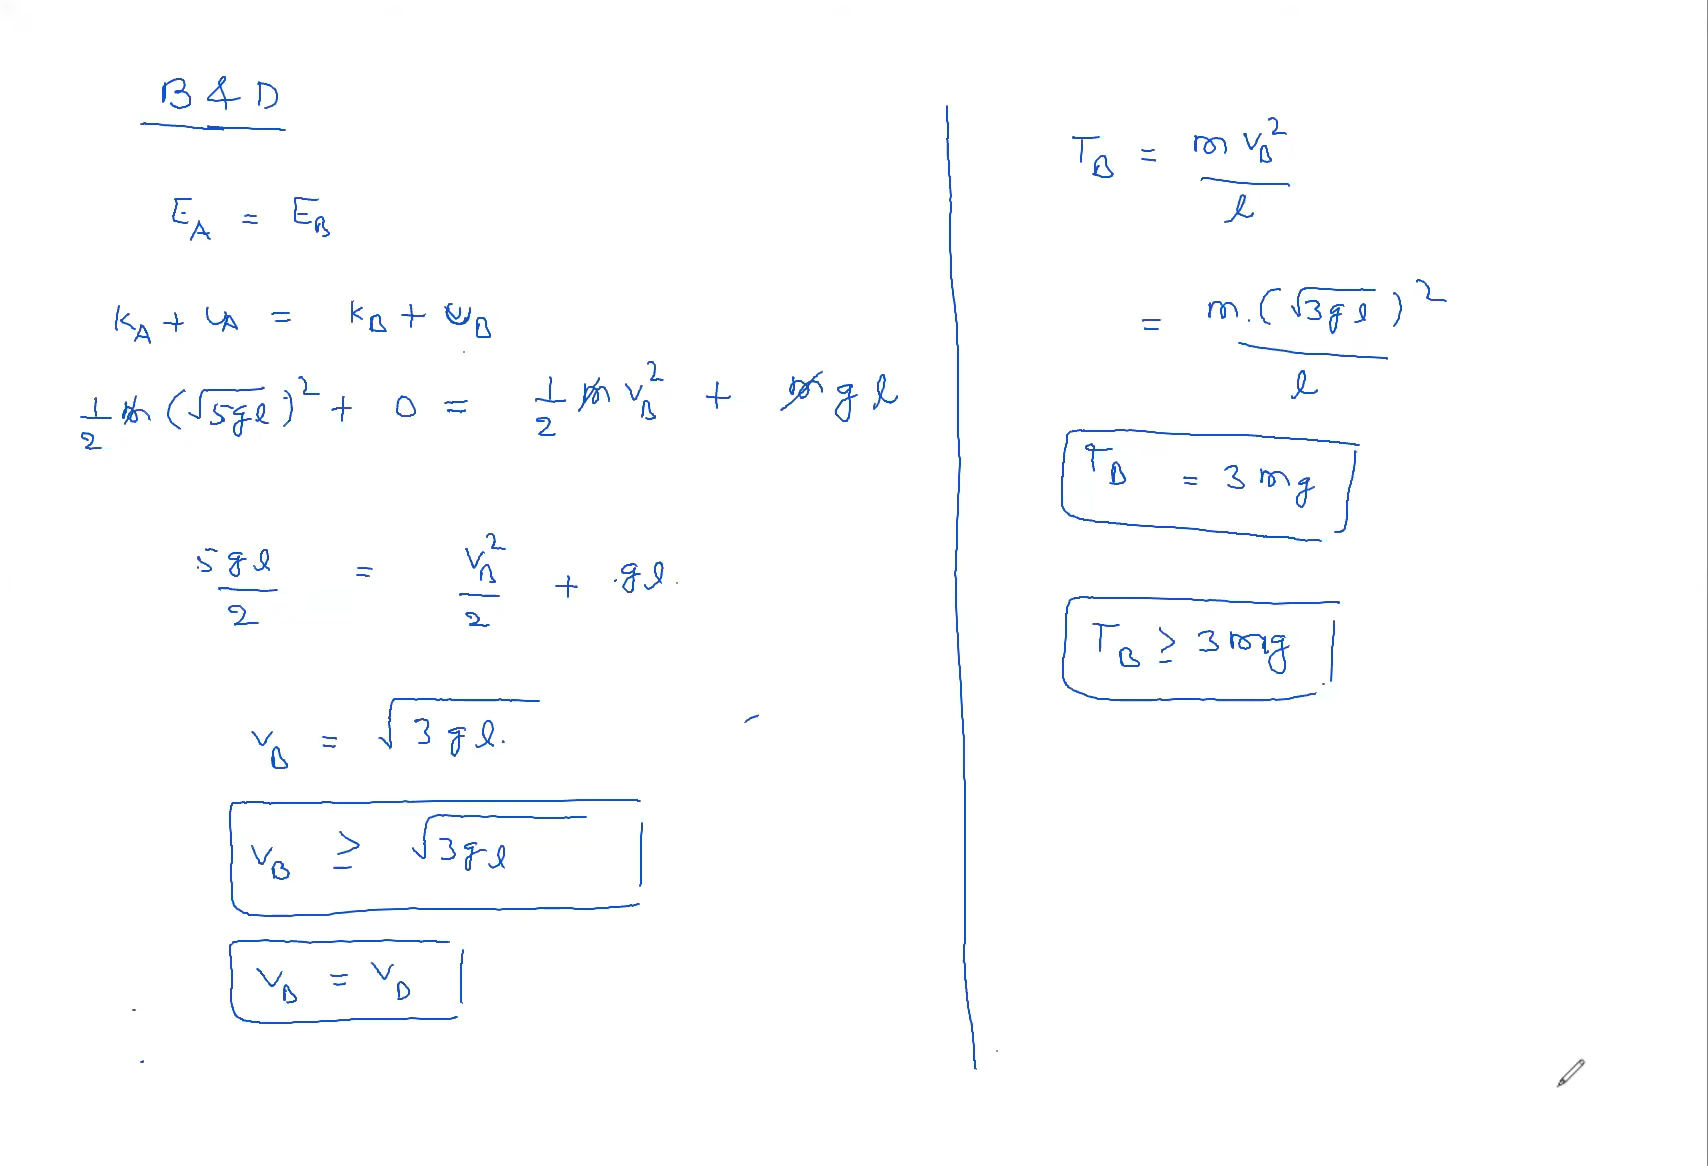 B & D
E_A = E_B
K_A + U_A = K_B + U_B
1/2 m (√5gl)² + 0 = 1/2 m v_B² + m g l
5gl/2 = v_B²/2 + gl.
v_B = √3gl.
v_B ≥ √3gl
v_B = v_D
T_B = m v_B²/l
= m.(√3gl)²/l
T_B = 3mg
T_B ≥ 3mg